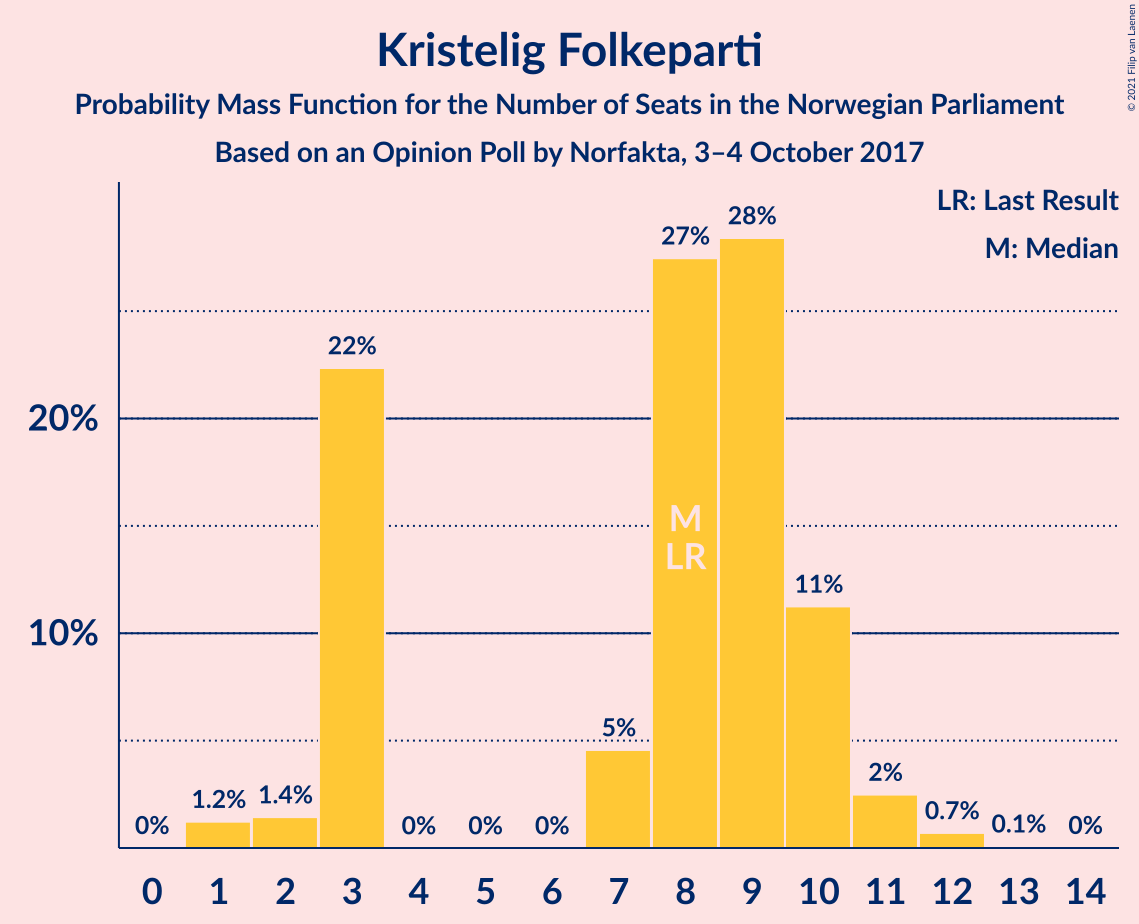 Kristelig Folkeparti
Probability Mass Function for the Number of Seats in the Norwegian Parliament
Based on an Opinion Poll by Norfakta, 3–4 October 2017
© 2021 Filip van Laenen
LR: Last Result
M: Median
28%
27%
22%
20%
M
LR
11%
10%
5%
2%
1.2%
1.4%
0.7%
0.1%
0%
0%
0%
0%
0%
0 1 2 3 4 5 6 7 8 9 10 11 12 13 14